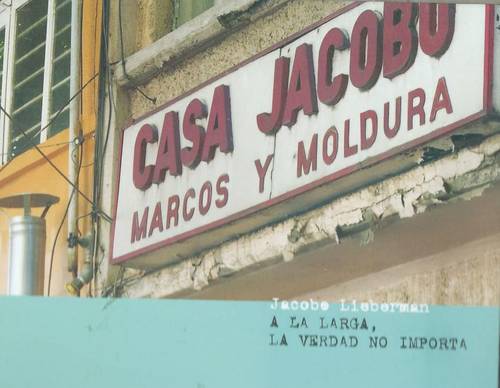 CASA JACOBO
MARCOS Y MOLDURA
Jacobo Lieberman
A LA LARGA,
LA VERDAD NO IMPORTA